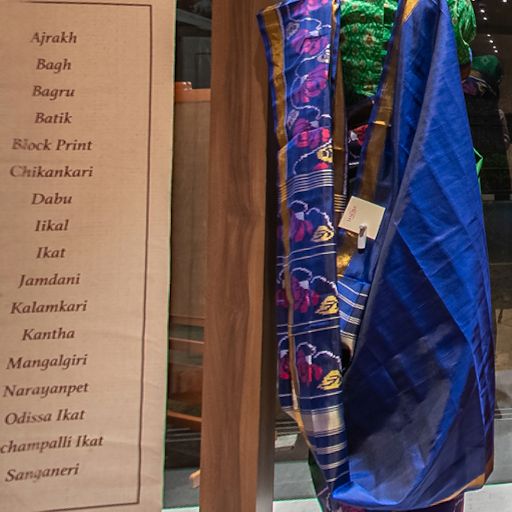 Ajrakh
Bagh
Bagru
Batik
Block Print
Chikankari
Dabu
Iikal
Ikat
Jamdani
Kalamkari
Kantha
Mangalgiri
Narayanpet
Odissa Ikat
champalli Ikat
Sanganeri